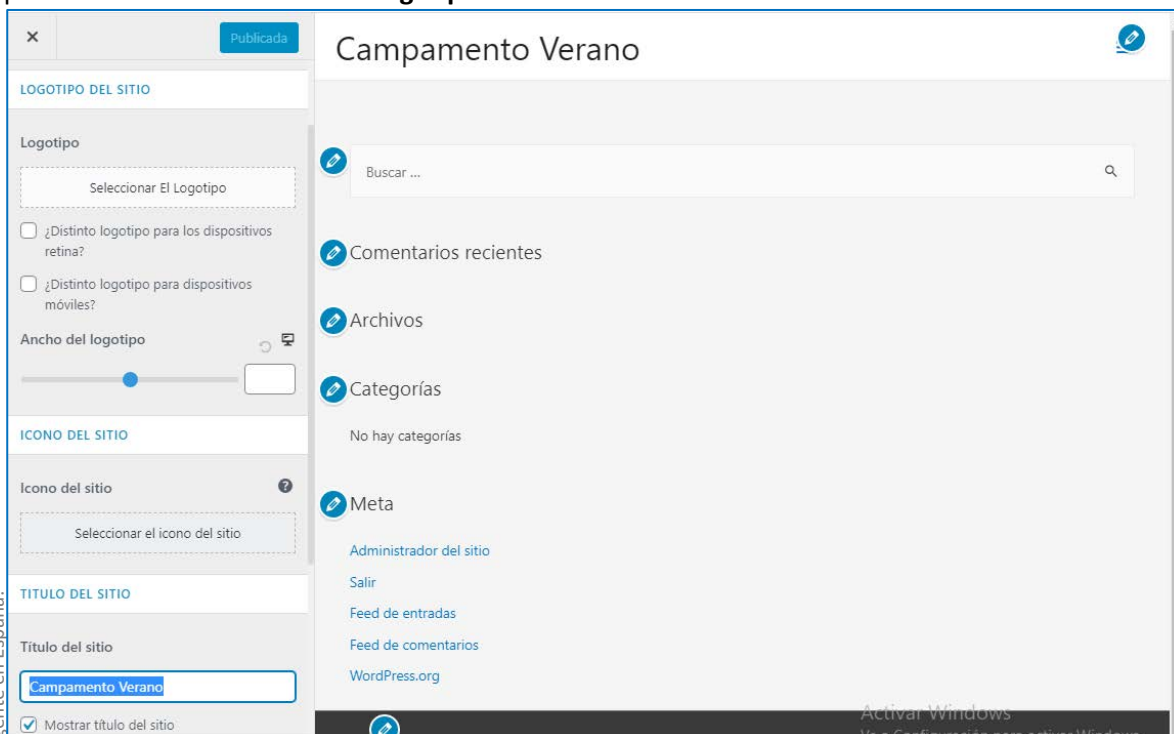 Publicada
LOGOTIPO DEL SITIO
Logotipo
Seleccionar El Logotipo
¿Distinto logotipo para los dispositivos
retina?
¿Distinto logotipo para dispositivos
móviles?
Ancho del logotipo
ICONO DEL SITIO
Icono del sitio
Seleccionar el icono del sitio
TITULO DEL SITIO
Título del sitio
Campamento Verano
Mostrar título del sitio
Campamento Verano
Buscar ...
Comentarios recientes
Archivos
Categorías
No hay categorías
Meta
Administrador del sitio
Salir
Feed de entradas
Feed de comentarios
WordPress.org
Activar Windows
en España.